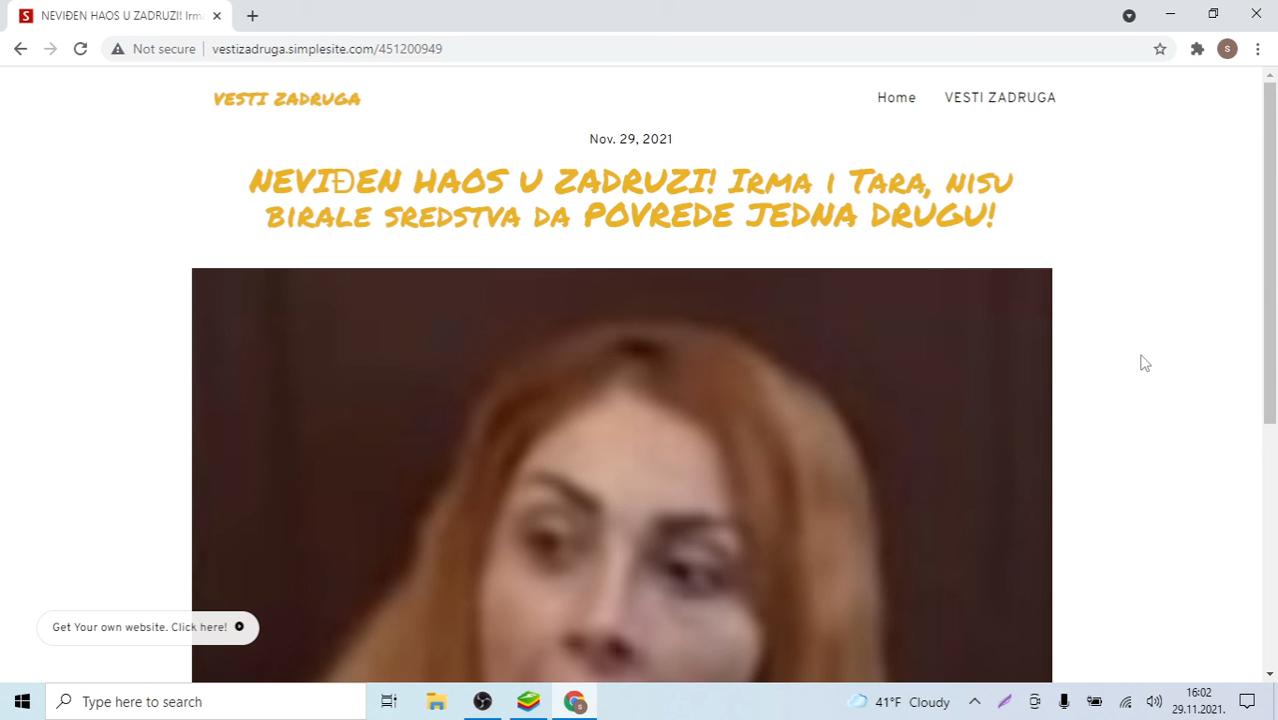 NEVIĐEN HAOS U ZADRUZI! Irma
Not secure
vestizadruga.simplesite.com/451200949
S
VESTI ZADRUGA
Home
VESTI ZADRUGA
Nov. 29, 2021
NEVIĐEN HAOS U ZADRUZI! Irma i Tara, nisu
birale sredstva da POVREDE JEDNA DRUGU!
Get Your own website. Click here!
Type here to search
41°F Cloudy
16:02
29.11.2021.